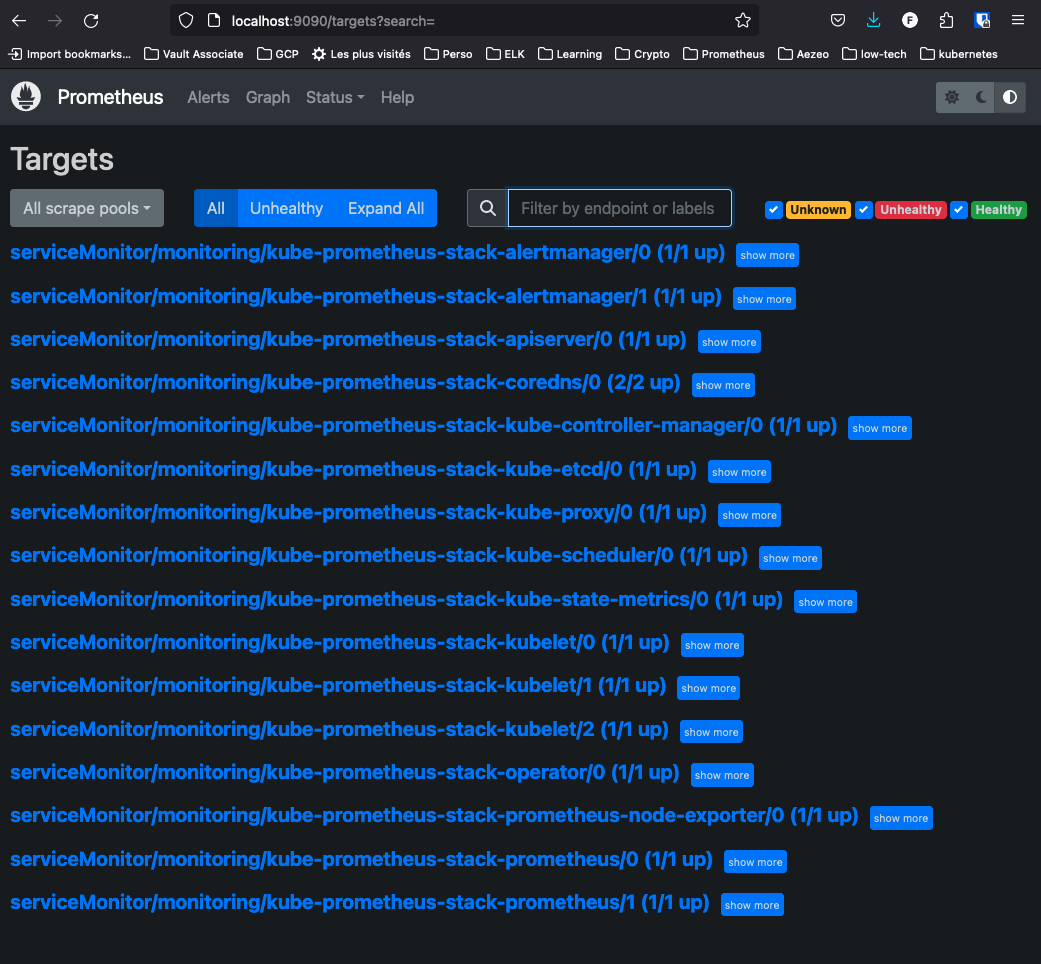 localhost:9090/targets?search=
Import bookmarks... Vault Associate GCP Les plus visités Perso ELK Learning Crypto Prometheus Aezeo low-tech kubernetes
Prometheus Alerts Graph Status Help
Targets
All scrape pools All Unhealthy Expand All Filter by endpoint or labels Unknown Unhealthy Healthy
serviceMonitor/monitoring/kube-prometheus-stack-alertmanager/0 (1/1 up) show more
serviceMonitor/monitoring/kube-prometheus-stack-alertmanager/1 (1/1 up) show more
serviceMonitor/monitoring/kube-prometheus-stack-apiserver/0 (1/1 up) show more
serviceMonitor/monitoring/kube-prometheus-stack-coredns/0 (2/2 up) show more
serviceMonitor/monitoring/kube-prometheus-stack-kube-controller-manager/0 (1/1 up) show more
serviceMonitor/monitoring/kube-prometheus-stack-kube-etcd/0 (1/1 up) show more
serviceMonitor/monitoring/kube-prometheus-stack-kube-proxy/0 (1/1 up) show more
serviceMonitor/monitoring/kube-prometheus-stack-kube-scheduler/0 (1/1 up) show more
serviceMonitor/monitoring/kube-prometheus-stack-kube-state-metrics/0 (1/1 up) show more
serviceMonitor/monitoring/kube-prometheus-stack-kubelet/0 (1/1 up) show more
serviceMonitor/monitoring/kube-prometheus-stack-kubelet/1 (1/1 up) show more
serviceMonitor/monitoring/kube-prometheus-stack-kubelet/2 (1/1 up) show more
serviceMonitor/monitoring/kube-prometheus-stack-operator/0 (1/1 up) show more
serviceMonitor/monitoring/kube-prometheus-stack-prometheus-node-exporter/0 (1/1 up) show more
serviceMonitor/monitoring/kube-prometheus-stack-prometheus/0 (1/1 up) show more
serviceMonitor/monitoring/kube-prometheus-stack-prometheus/1 (1/1 up) show more